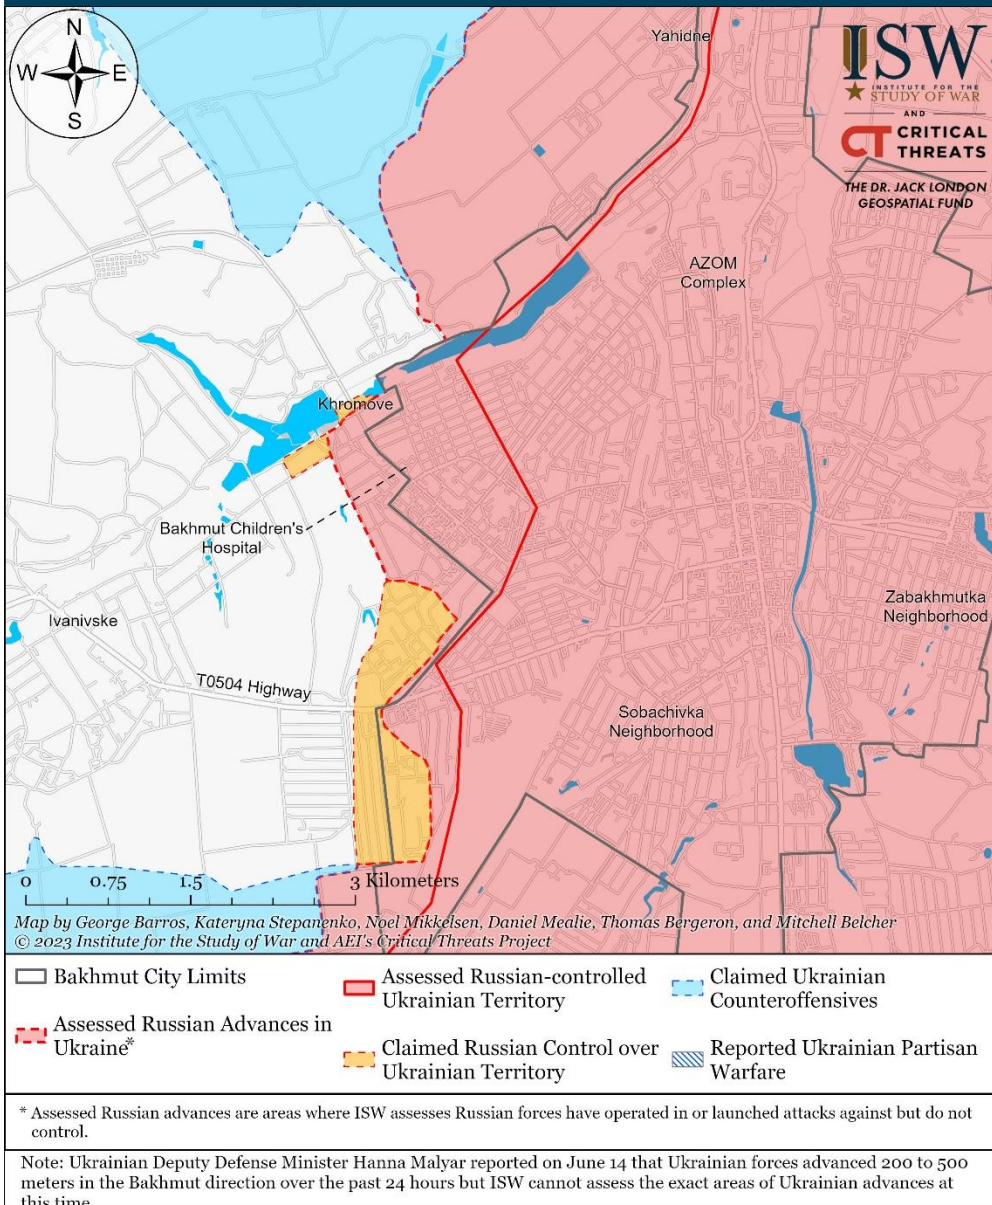 N
W E
S
Yahidne
ISW
INSTITUTE FOR THE
STUDY OF WAR
AND
CT CRITICAL
THREATS
THE DR. JACK LONDON
GEOSPATIAL FUND
AZOM
Complex
Khromove
Bakhmut Children's
Hospital
Ivanivske
T0504 Highway
Zabakhmutka
Neighborhood
Sobachivka
Neighborhood
0 0.75 1.5 3 Kilometers
Map by George Barros, Kateryna Stepanenko, Noel Mikkelsen, Daniel Mealie, Thomas Bergeron, and Mitchell Belcher
© 2023 Institute for the Study of War and AEI's Critical Threats Project
Bakhmut City Limits
Assessed Russian Advances in
Ukraine*
Assessed Russian-controlled
Ukrainian Territory
Claimed Russian Control over
Ukrainian Territory
Claimed Ukrainian
Counteroffensives
Reported Ukrainian Partisan
Warfare
* Assessed Russian advances are areas where ISW assesses Russian forces have operated in or launched attacks against but do not
control.
Note: Ukrainian Deputy Defense Minister Hanna Malyar reported on June 14 that Ukrainian forces advanced 200 to 500
meters in the Bakhmut direction over the past 24 hours but ISW cannot assess the exact areas of Ukrainian advances at
this time